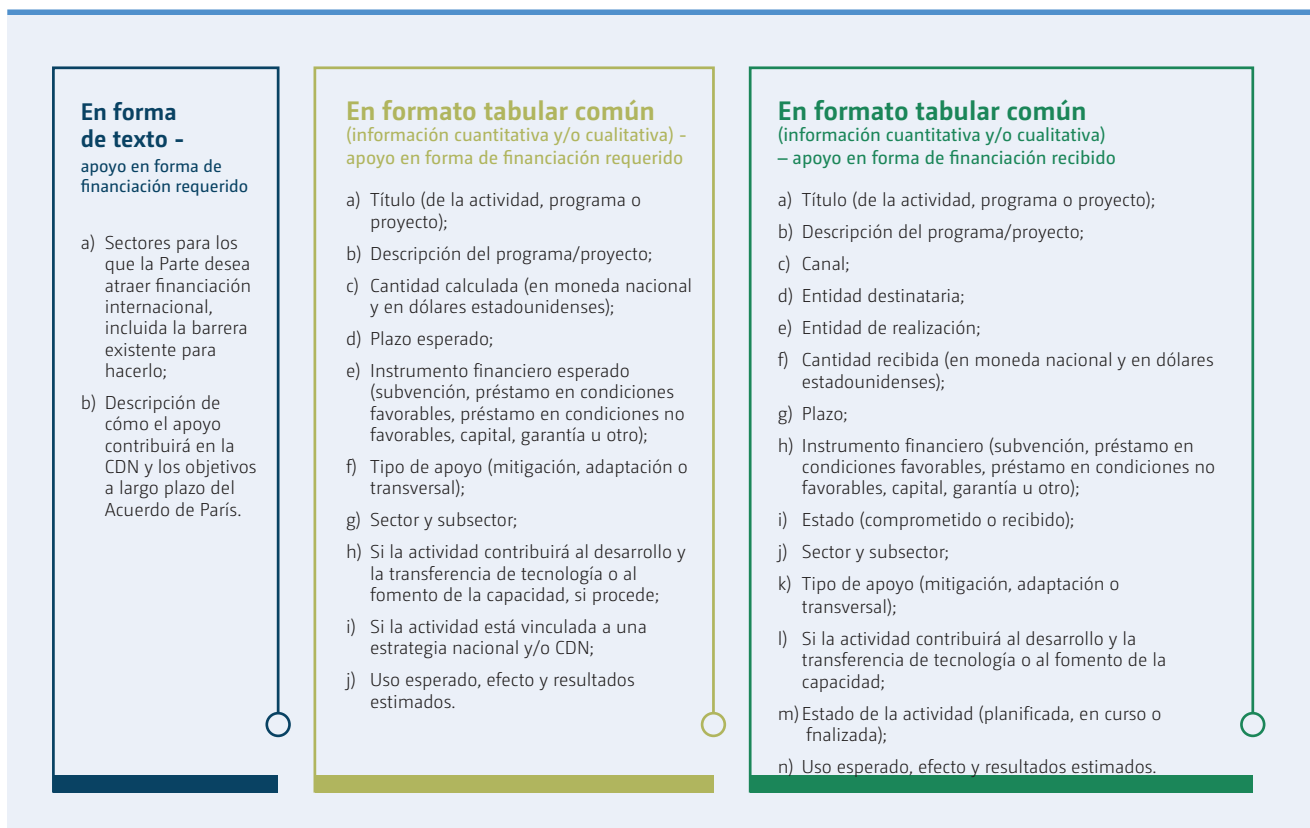 En forma
de texto -
apoyo en forma de
financiación requerido
a) Sectores para los
que la Parte desea
atraer financiación
internacional,
incluida la barrera
existente para
hacerlo;
b) Descripción de
cómo el apoyo
contribuirá en la
CDN y los objetivos
a largo plazo del
Acuerdo de París.
En formato tabular común
(información cuantitativa y/o cualitativa) -
apoyo en forma de financiación requerido
a) Título (de la actividad, programa o
proyecto);
b) Descripción del programa/proyecto;
c) Cantidad calculada (en moneda nacional
y en dólares estadounidenses);
d) Plazo esperado;
e) Instrumento financiero esperado
(subvención, préstamo en condiciones
favorables, préstamo en condiciones no
favorables, capital, garantía u otro);
f) Tipo de apoyo (mitigación, adaptación o
transversal);
g) Sector y subsector;
h) Si la actividad contribuirá al desarrollo y
la transferencia de tecnología o al
fomento de la capacidad, si procede;
i) Si la actividad está vinculada a una
estrategia nacional y/o CDN;
j) Uso esperado, efecto y resultados
estimados.
En formato tabular común
(información cuantitativa y/o cualitativa)
– apoyo en forma de financiación recibido
a) Título (de la actividad, programa o proyecto);
b) Descripción del programa/proyecto;
c) Canal;
d) Entidad destinataria;
e) Entidad de realización;
f) Cantidad recibida (en moneda nacional y en dólares
estadounidenses);
g) Plazo;
h) Instrumento financiero (subvención, préstamo en
condiciones favorables, préstamo en condiciones no
favorables, capital, garantía u otro);
i) Estado (comprometido o recibido);
j) Sector y subsector;
k) Tipo de apoyo (mitigación, adaptación o
transversal);
l) Si la actividad contribuirá al desarrollo y la
transferencia de tecnología o al fomento de la
capacidad;
m) Estado de la actividad (planificada, en curso o
fnalizada);
n) Uso esperado, efecto y resultados estimados.